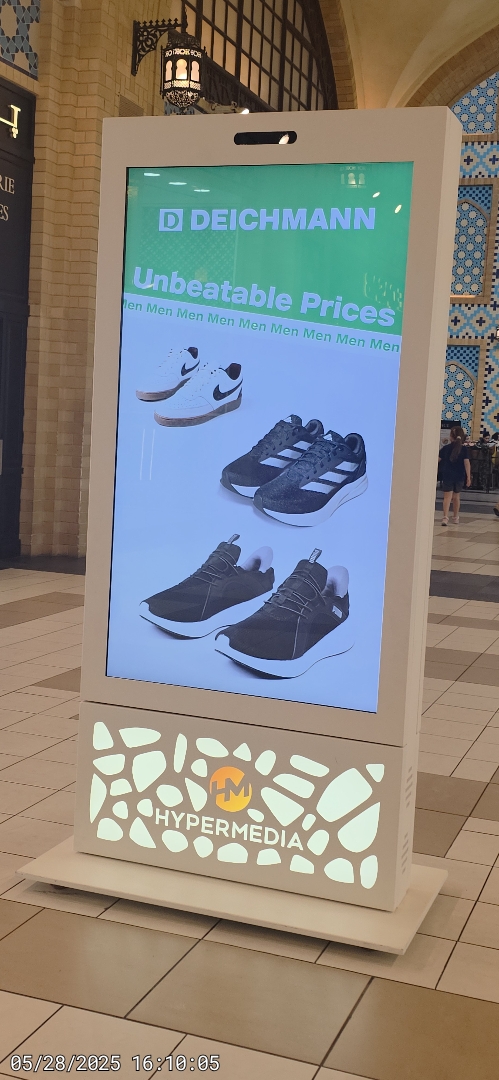 RIE
ES
D DEICHMANN
Unbeatable Prices
Men Men Men Men Men Men Men Men Men
HM
HYPERMEDIA
05/28/2025 16:10:05